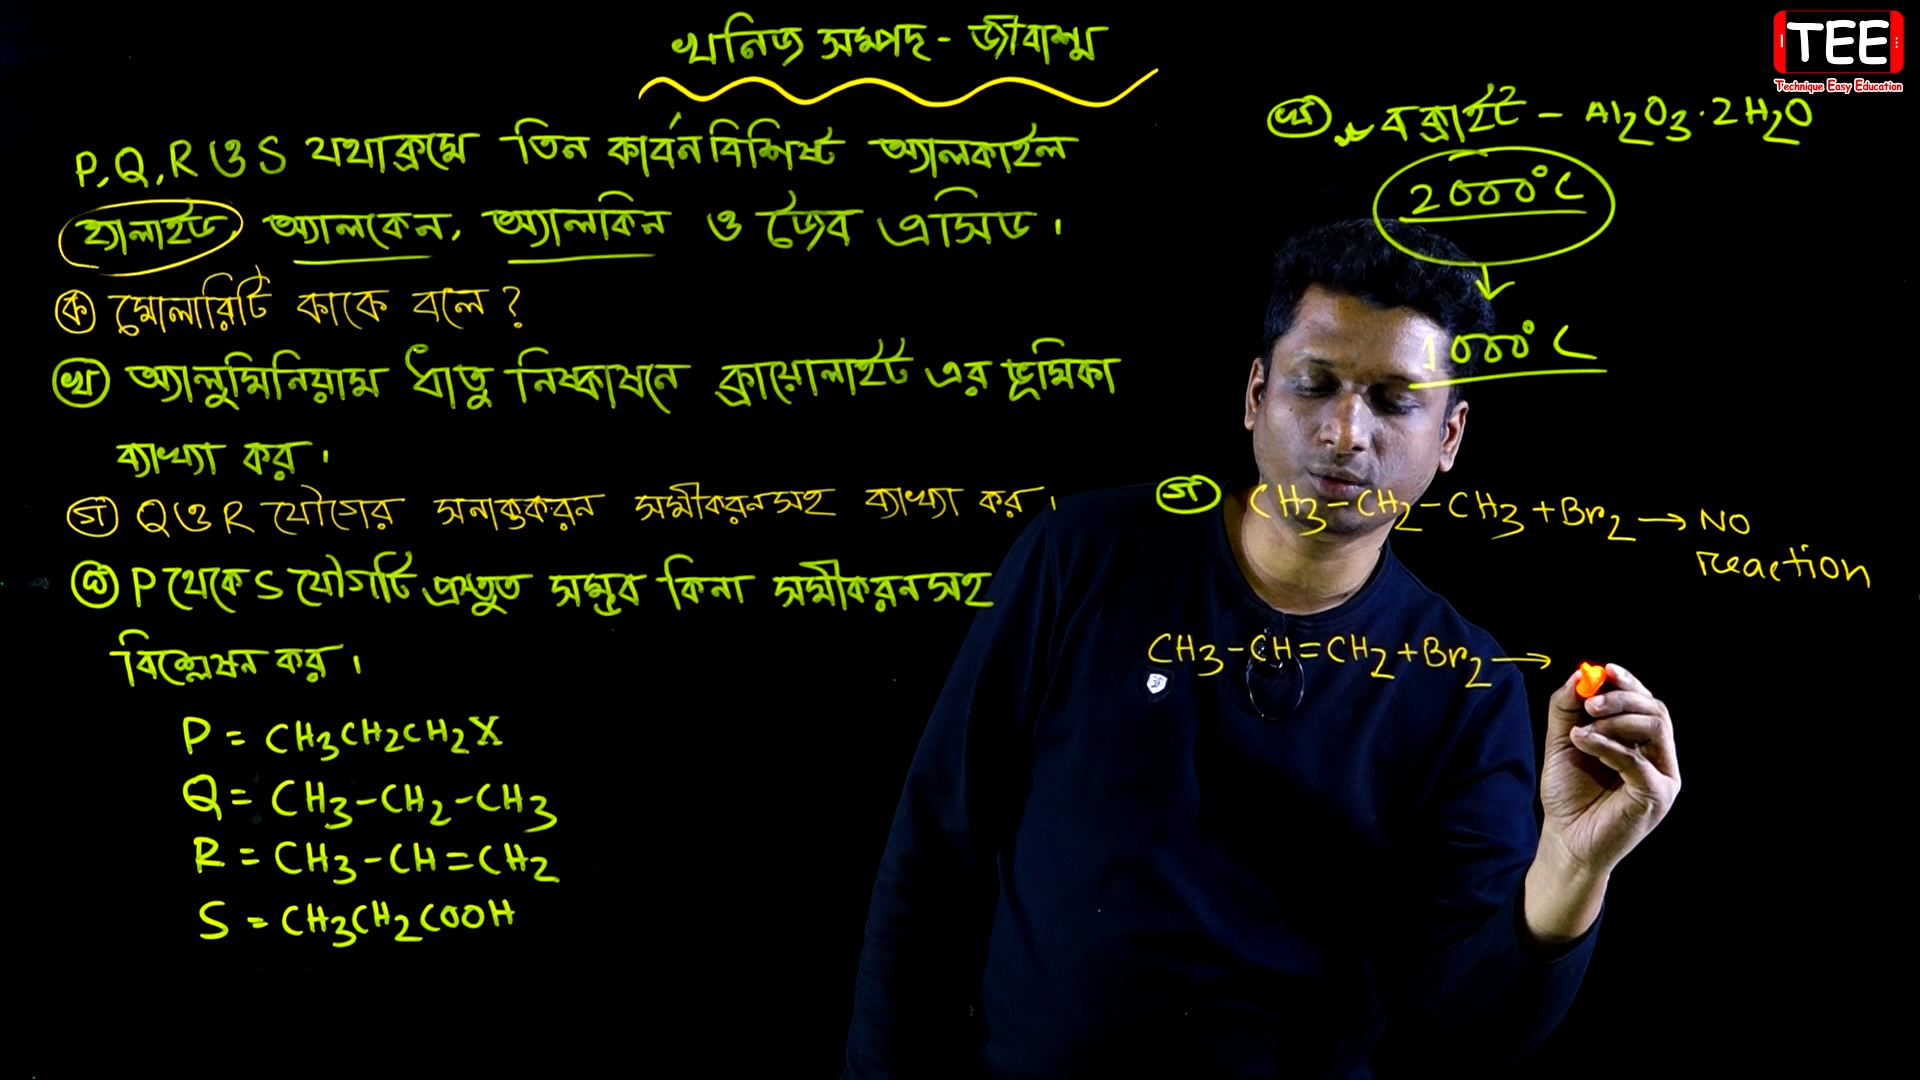 খনিজ সম্পদ - জীবাশ্ম
TEE
Technique Easy Education
P, Q, R ও S যথাক্রমে তিন কার্বন বিশিষ্ট অ্যালকাইল
হ্যালাইড, অ্যালকেন, অ্যালকিন ও জৈব এসিড।
ক মোলারিটি কাকে বলে?
খ অ্যালুমিনিয়াম ধাতু নিষ্কাষনে ক্রায়োলাইট এর ভূমিকা
ব্যাখ্যা কর।
গ Q ও R যৌগের সনাক্তকরন সমীকরনসহ ব্যাখ্যা কর।
ঘ P থেকে S যৌগটি প্রস্তুত সম্ভব কিনা সমীকরনসহ
বিশ্লেষন কর।
P = CH3CH2CH2X
Q = CH3-CH2-CH3
R = CH3-CH=CH2
S = CH3CH2COOH
খ বক্সাইট - Al2O3·2H2O
2000°C
1000°C
গ CH3-CH2-CH3+Br2→NO
reaction
CH3-CH=CH2+Br2→